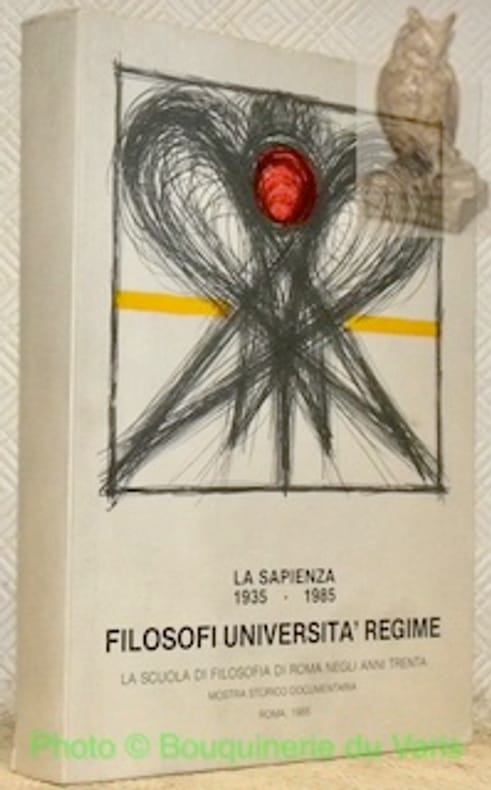 LA SAPIENZA
1935 · 1985
FILOSOFI UNIVERSITA' REGIME
LA SCUOLA DI FILOSOFIA DI ROMA NEGLI ANNI TRENTA
MOSTRA STORICO DOCUMENTARIA
ROMA, 1985
Photo © Bouquinerie du Varis